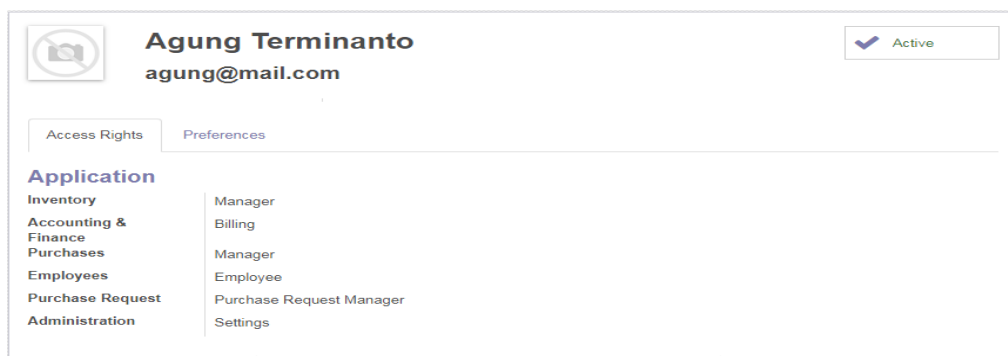 Agung Terminanto
Active
agung@mail.com
Access Rights Preferences
Application
Inventory Manager
Accounting & Billing
Finance
Purchases Manager
Employees Employee
Purchase Request Purchase Request Manager
Administration Settings